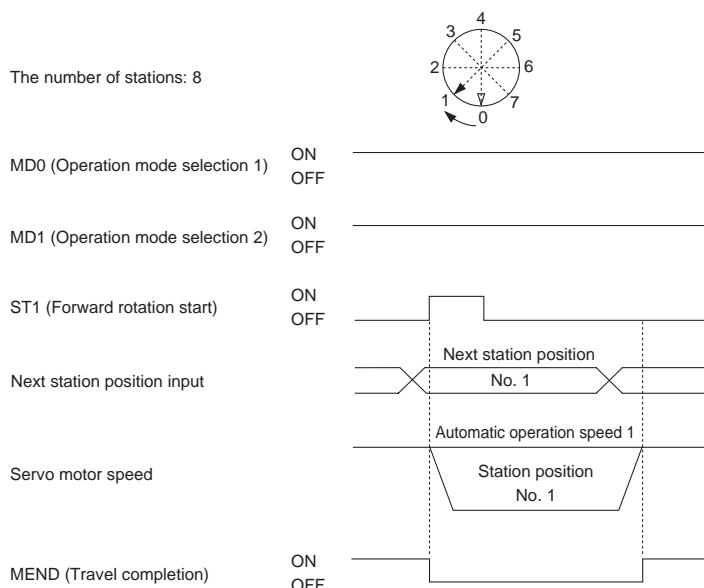 4
3 5
The number of stations: 8
2 6
1 7
0
MD0 (Operation mode selection 1)
ON
OFF
MD1 (Operation mode selection 2)
ON
OFF
ST1 (Forward rotation start)
ON
OFF
Next station position
Next station position input
No. 1
Automatic operation speed 1
Servo motor speed
Station position
No. 1
MEND (Travel completion)
ON
OFF